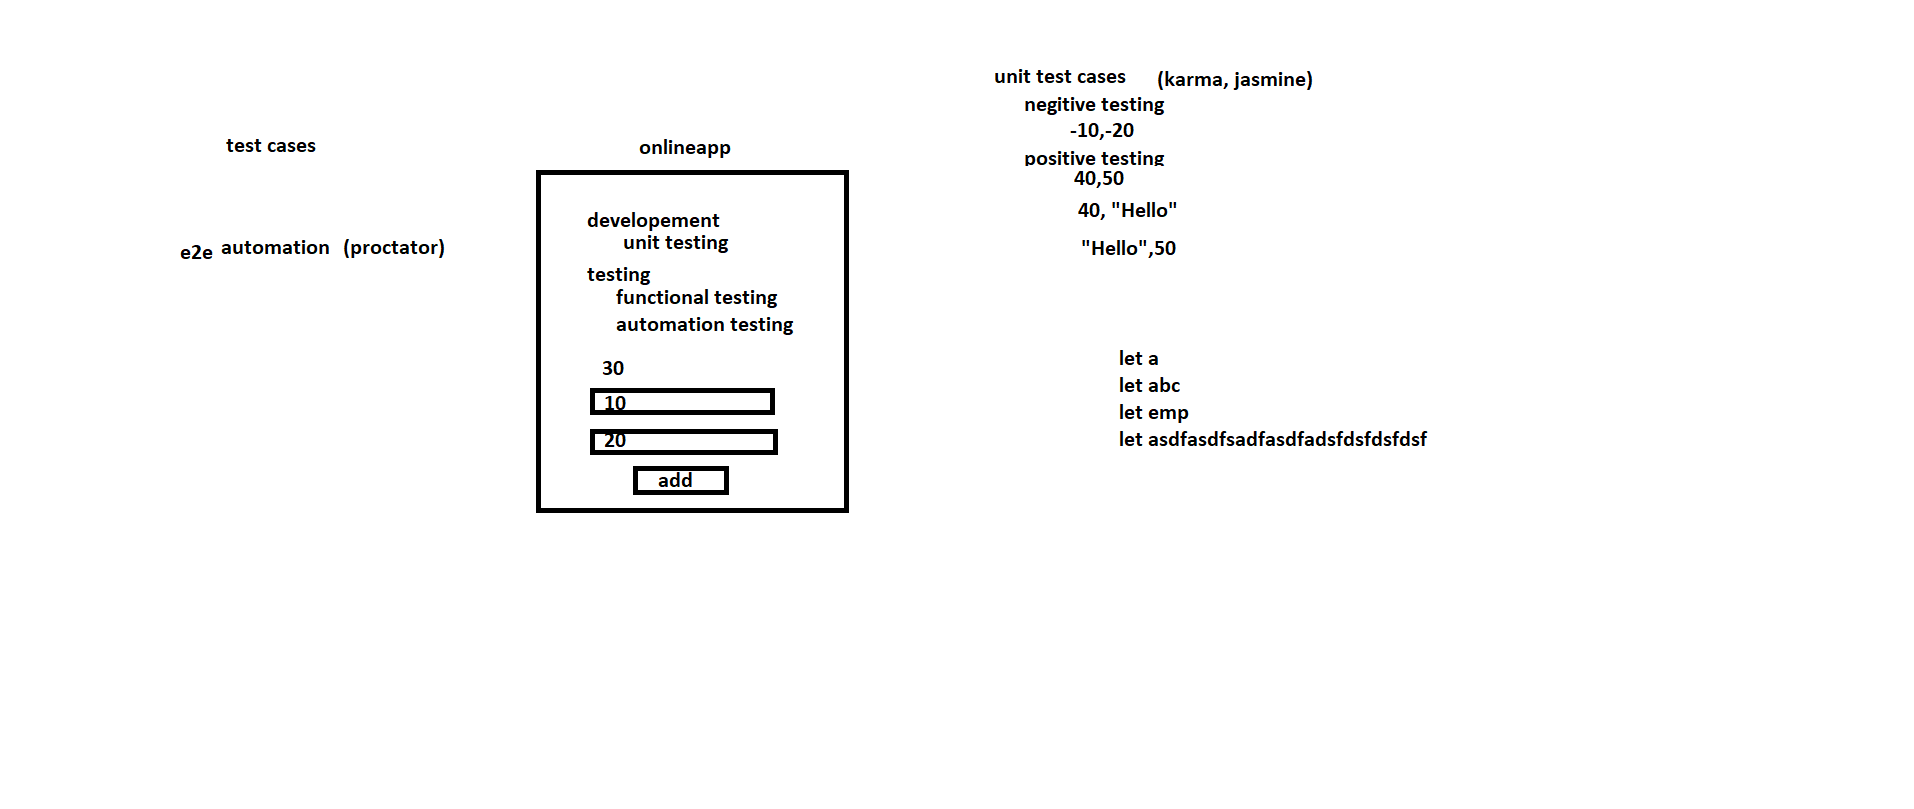 test cases
e2e automation (proctator)
onlineapp
developement
unit testing
testing
functional testing
automation testing
30
10
20
add
unit test cases (karma, jasmine)
negitive testing
-10,-20
positive testing
40,50
40, "Hello"
"Hello",50
let a
let abc
let emp
let asdfasdfsadfasdfadsfdsfdsfdsf